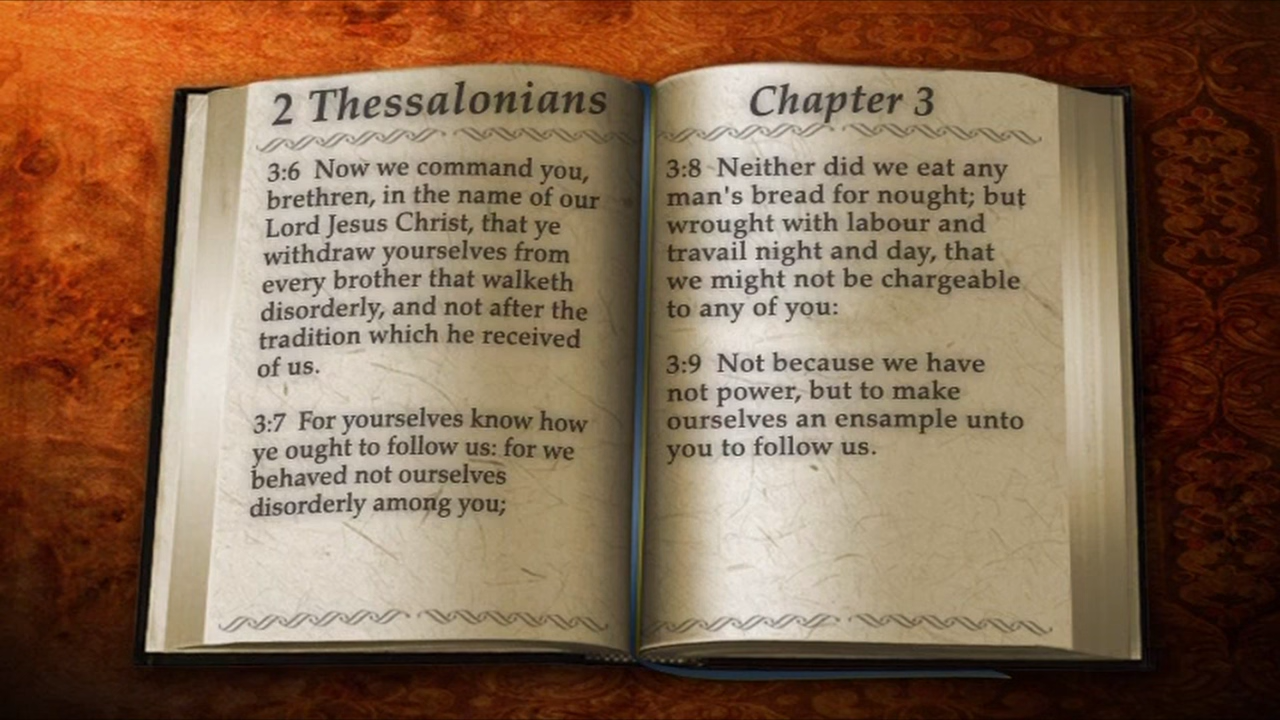 2 Thessalonians
3:6 Now we command you,
brethren, in the name of our
Lord Jesus Christ, that ye
withdraw yourselves from
every brother that walketh
disorderly, and not after the
tradition which he received
of us.
3:7 For yourselves know how
ye ought to follow us: for we
behaved not ourselves
disorderly among you;
Chapter 3
3:8 Neither did we eat any
man's bread for nought; but
wrought with labour and
travail night and day, that
we might not be chargeable
to any of you:
3:9 Not because we have
not power, but to make
ourselves an ensample unto
you to follow us.